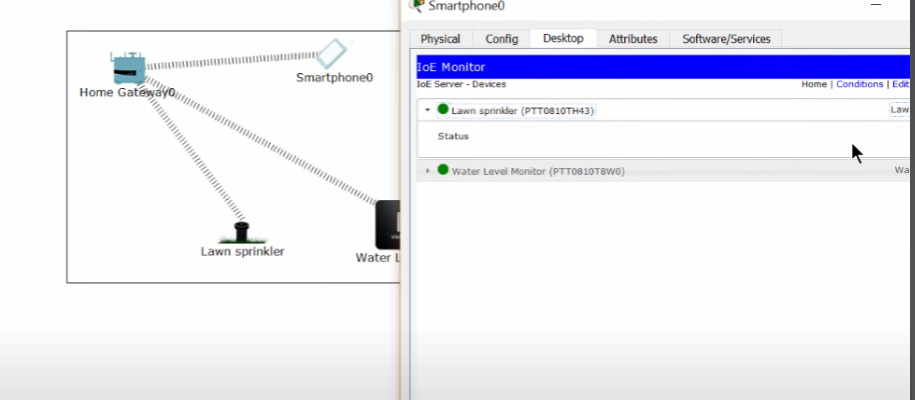 Smartphone0
Physical Config Desktop Attributes Software/Services
IoE Monitor
IoE Server - Devices Home | Conditions | Edit
Lawn sprinkler (PTT0810TH43) Law
Status
Water Level Monitor (PTT0810T8W0) Wa
Home Gateway0
Smartphone0
Lawn sprinkler
Water L